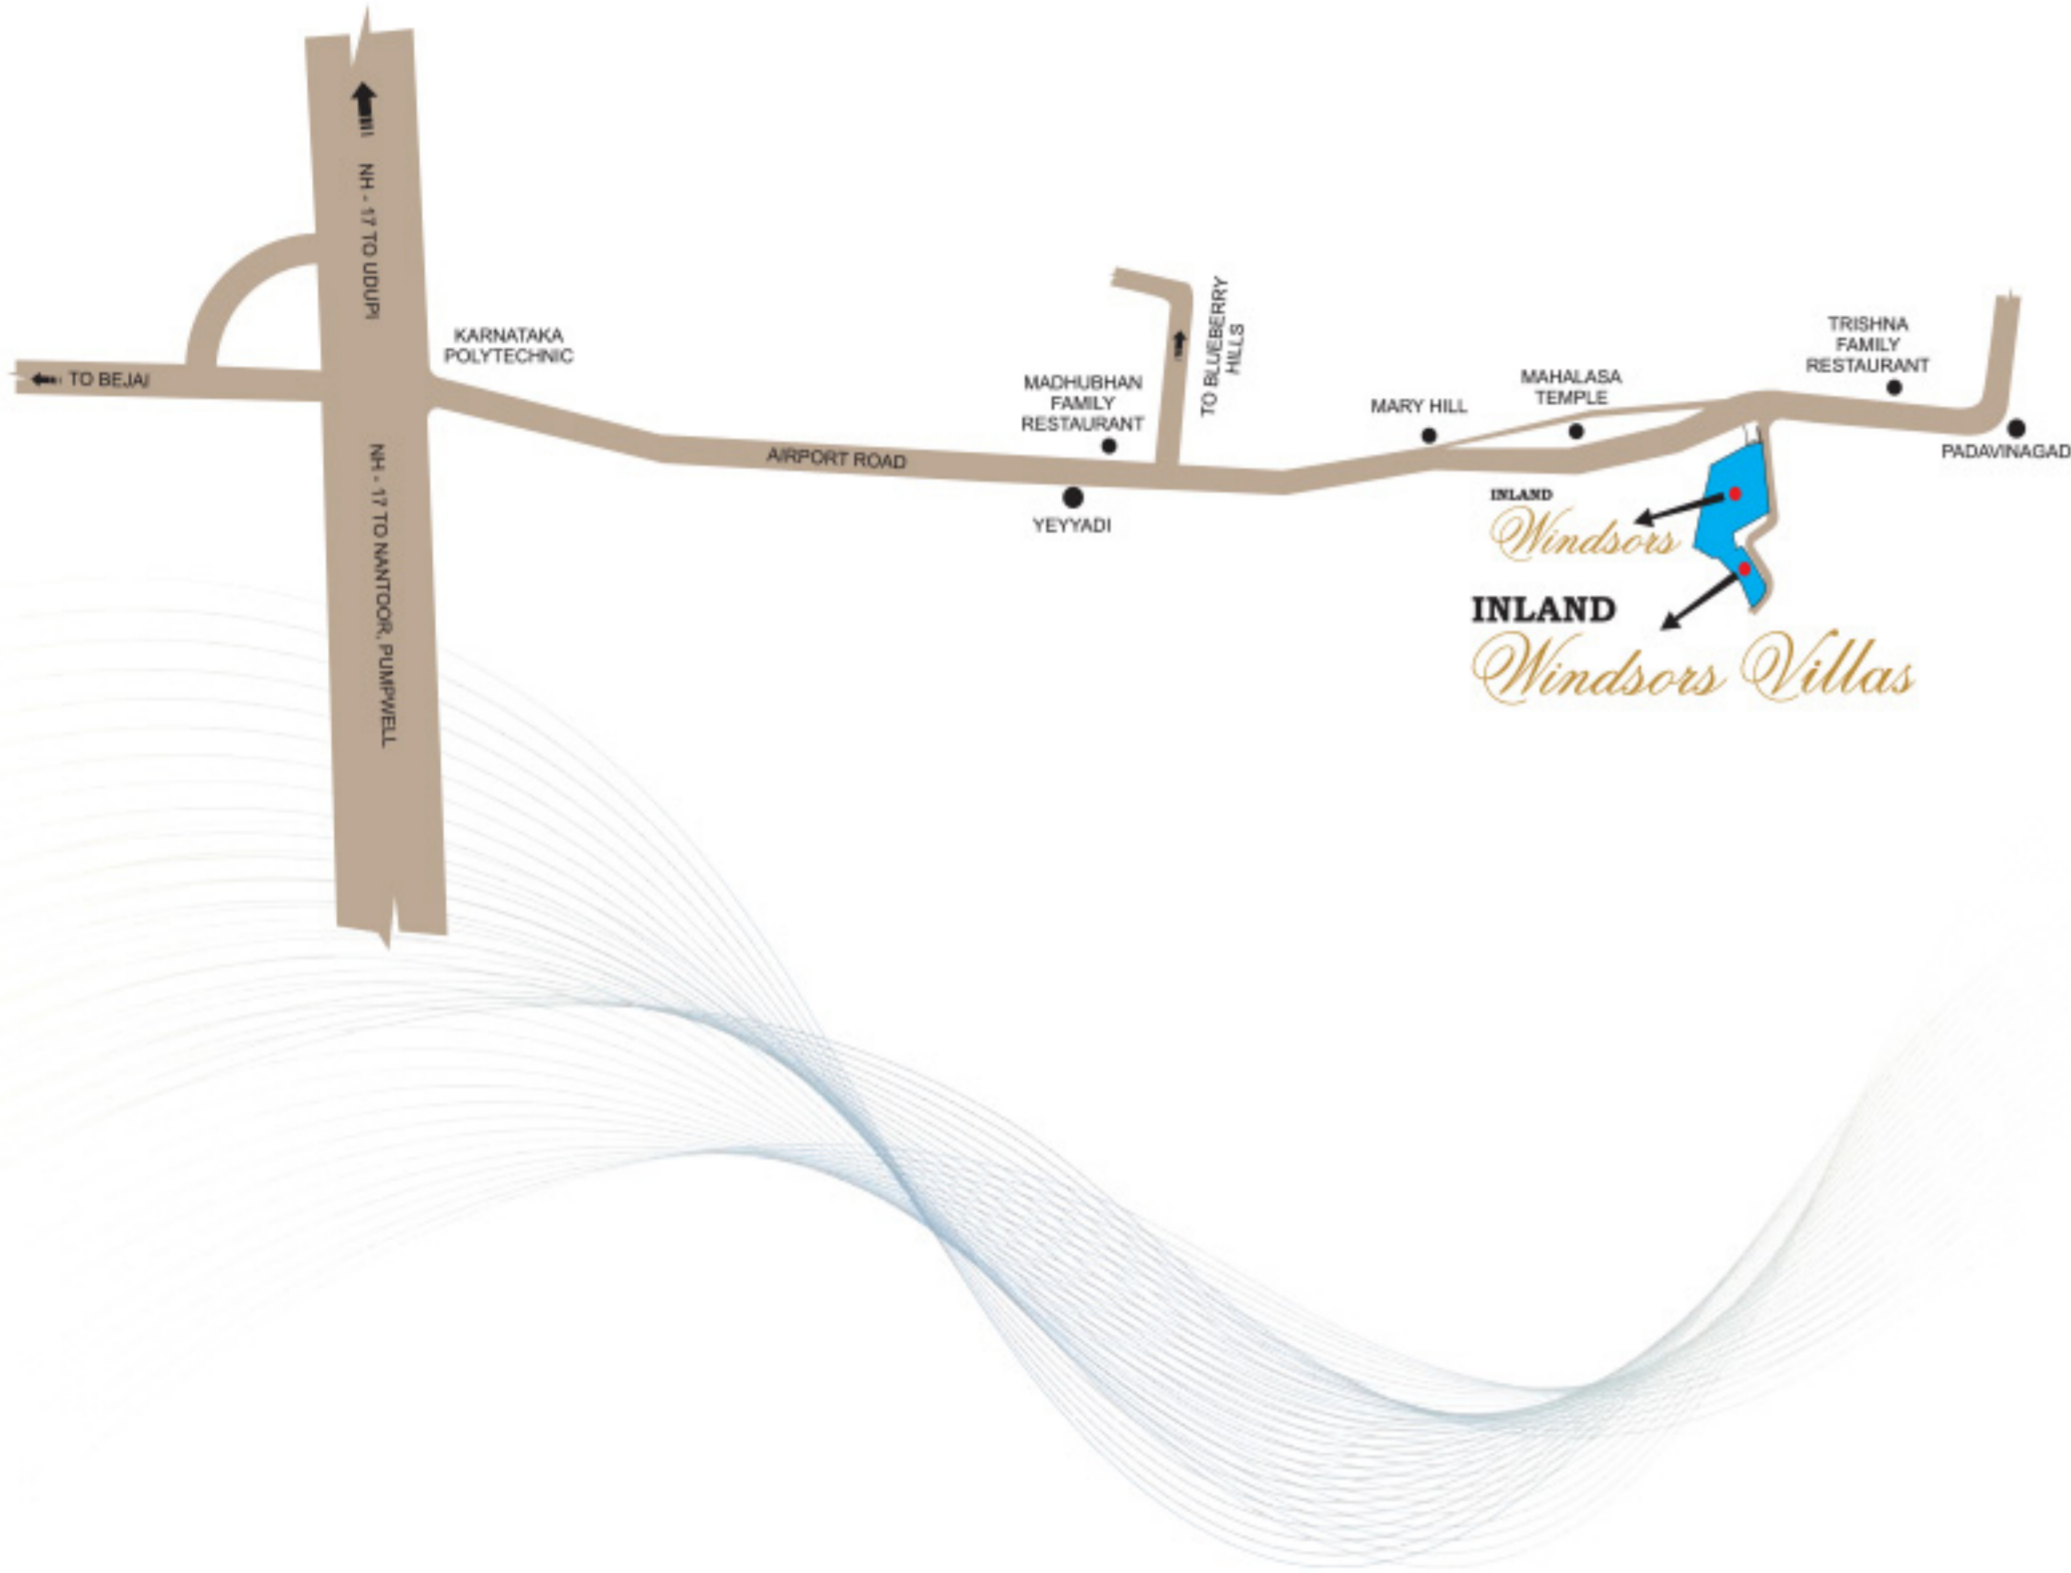 NH - 17 TO UDUPI
KARNATAKA
POLYTECHNIC
TO BEJAI
NH - 17 TO NANTOOR, PUMPWELL
AIRPORT ROAD
MADHUBHAN
FAMILY
RESTAURANT
YEYYADI
TO BLUEBERRY
HILLS
MARY HILL
MAHALASA
TEMPLE
TRISHNA
FAMILY
RESTAURANT
PADAVINAGAD
INLAND
Windsors
INLAND
Windsors Villas